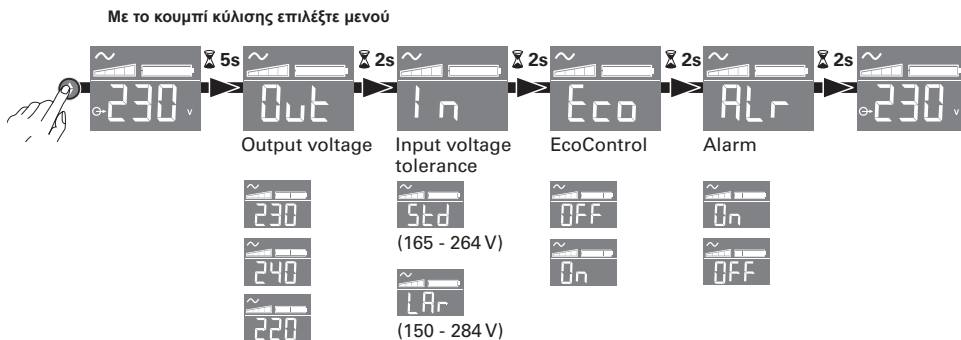 Με το κουμπί κύλισης επιλέξτε μενού
5s 2s 2s 2s 2s
230 v Out In Eco ALr 230 v
Output voltage Input voltage tolerance EcoControl Alarm
230 Std OFF On
(165 - 264 V)
240 On OFF
LAr
220
(150 - 284 V)